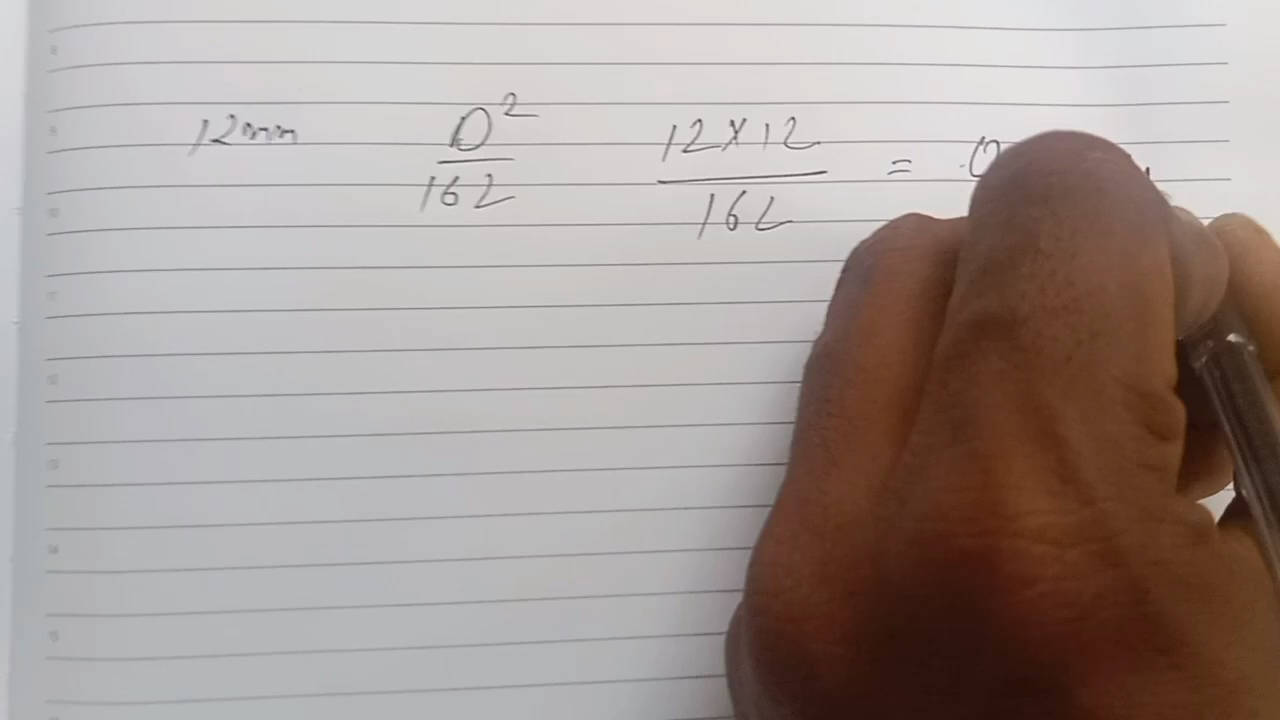 12mm D² / 162 12×12 / 162 = 0